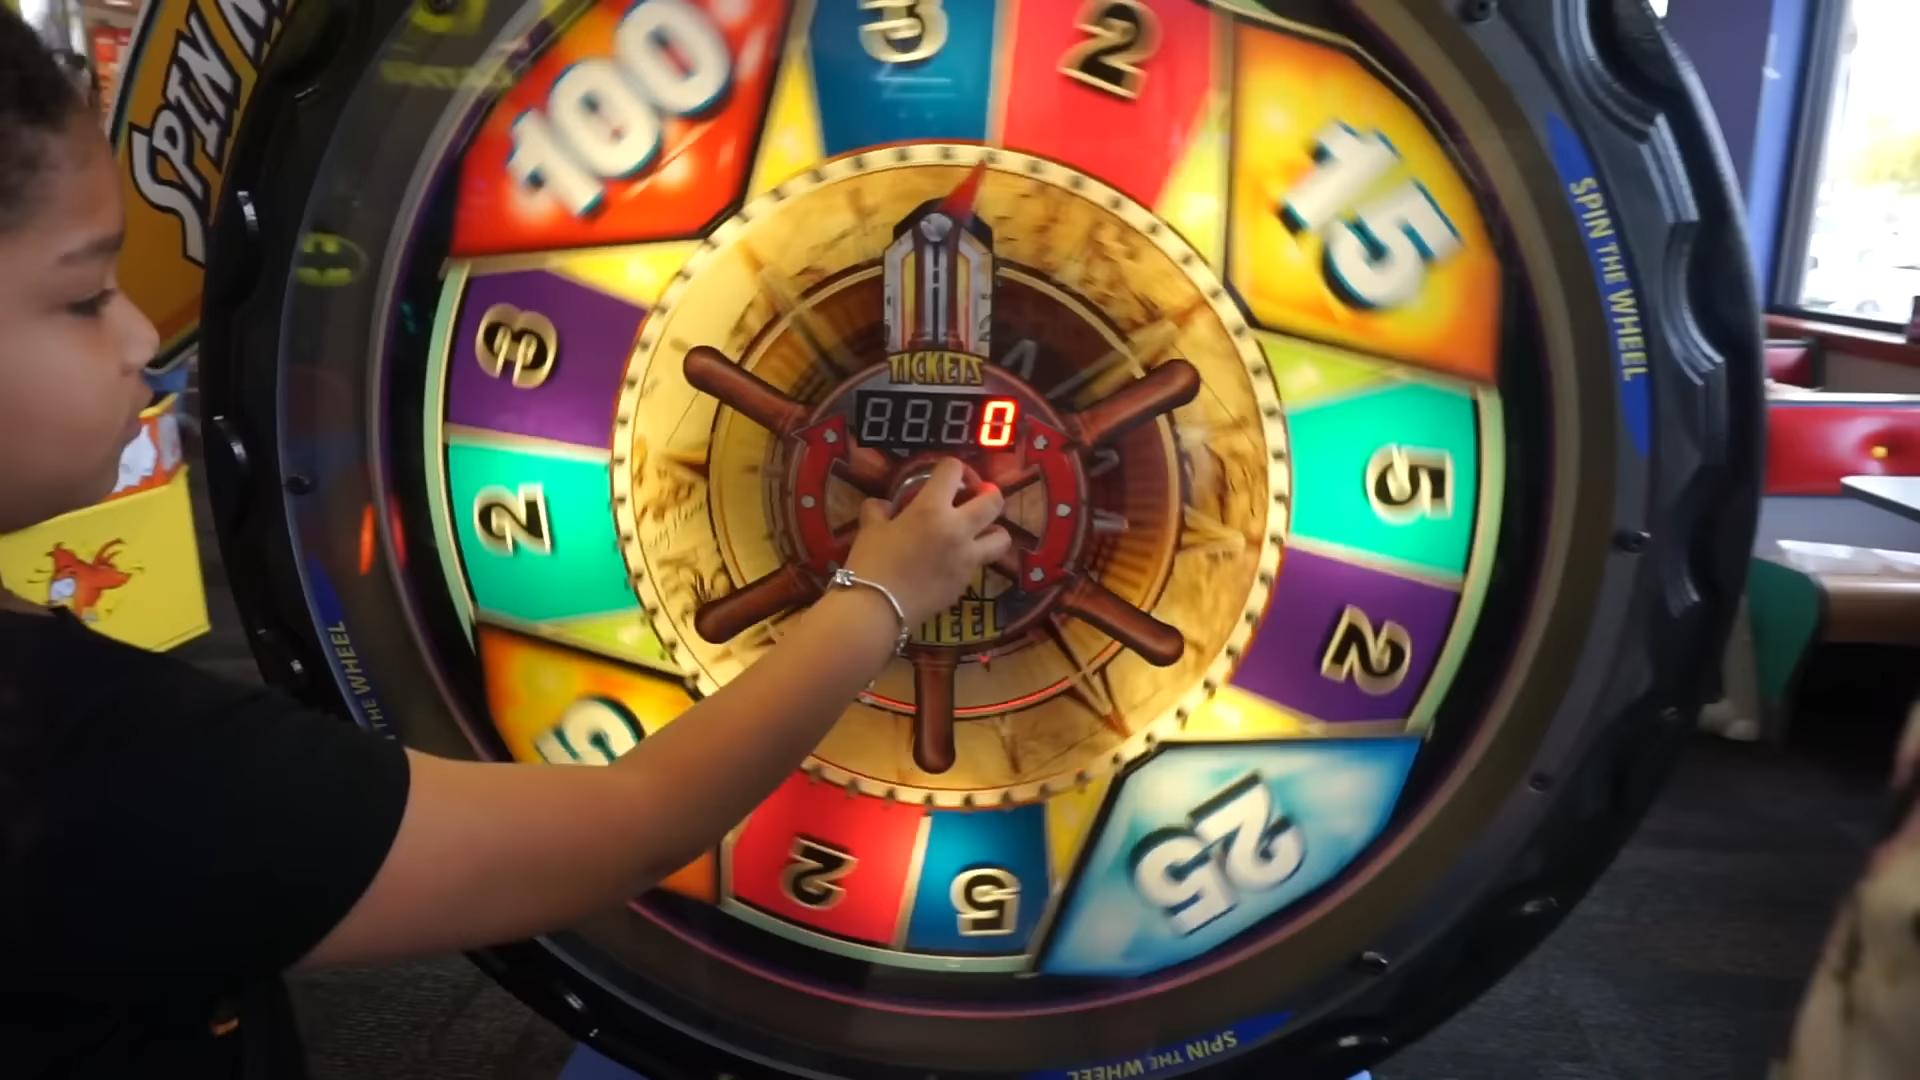 SPIN
100
3
2
15
SPIN THE WHEEL
3
TICKETS
8.8.8.0
2
5
2
THE WHEEL
HEEL
5
25
2
5
SPIN THE WHEEL